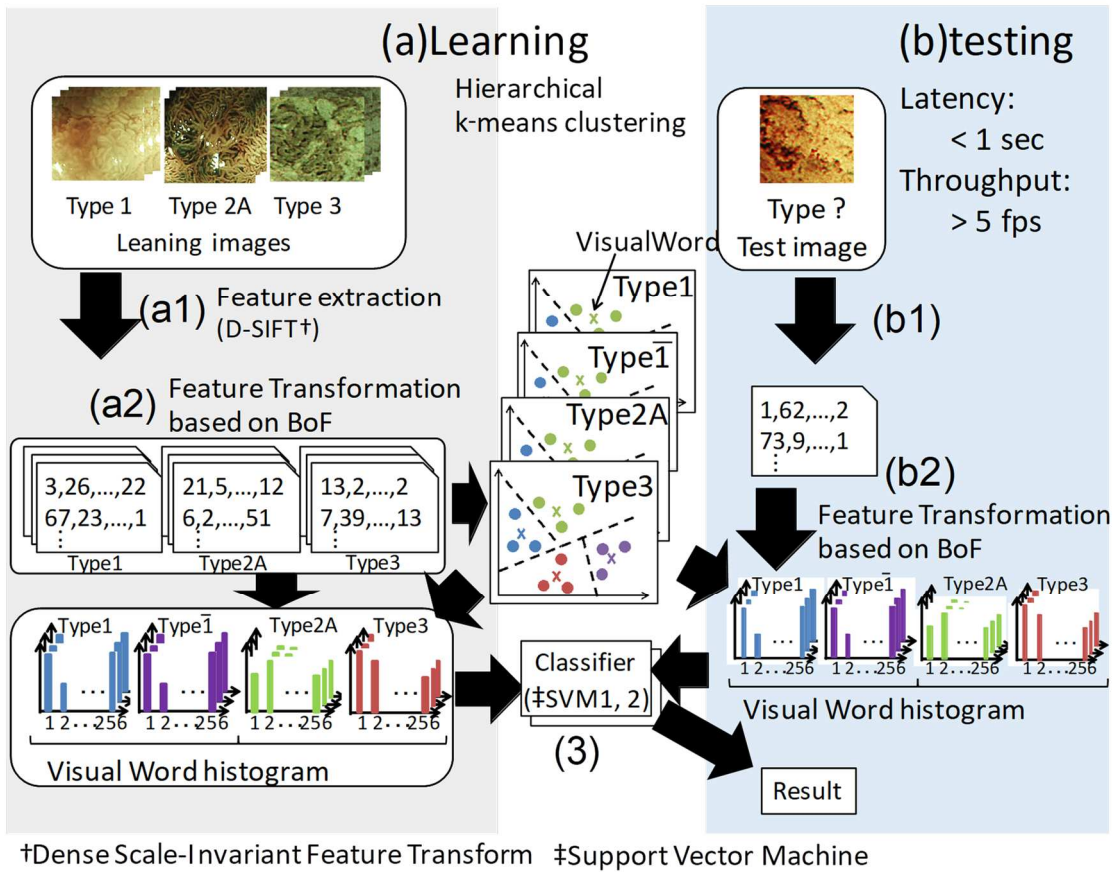 (a)Learning
Hierarchical
k-means clustering
Type 1
Type 2A
Type 3
Leaning images
(a1)
Feature extraction
(D-SIFT†)
(a2)
Feature Transformation
based on BoF
3,26,...,22
67,23,...,1
⋮
Type1
21,5,...,12
6,2,...,51
⋮
Type2A
13,2,...,2
7,39,...,13
⋮
Type3
VisualWord
Type1
Type1̅
Type2A
Type3
Type1
Type1̅
Type2A
Type3
1 2...256
1 2...256
1 2...256
1 2...256
Visual Word histogram
Classifier
(‡SVM1, 2)
(3)
(b)testing
Latency:
< 1 sec
Throughput:
> 5 fps
Type ?
Test image
(b1)
1,62,...,2
73,9,...,1
⋮
(b2)
Feature Transformation
based on BoF
Type1
Type1̅
Type2A
Type3
1 2...256
1 2...256
1 2...256
1 2...256
Visual Word histogram
Result
†Dense Scale-Invariant Feature Transform ‡Support Vector Machine